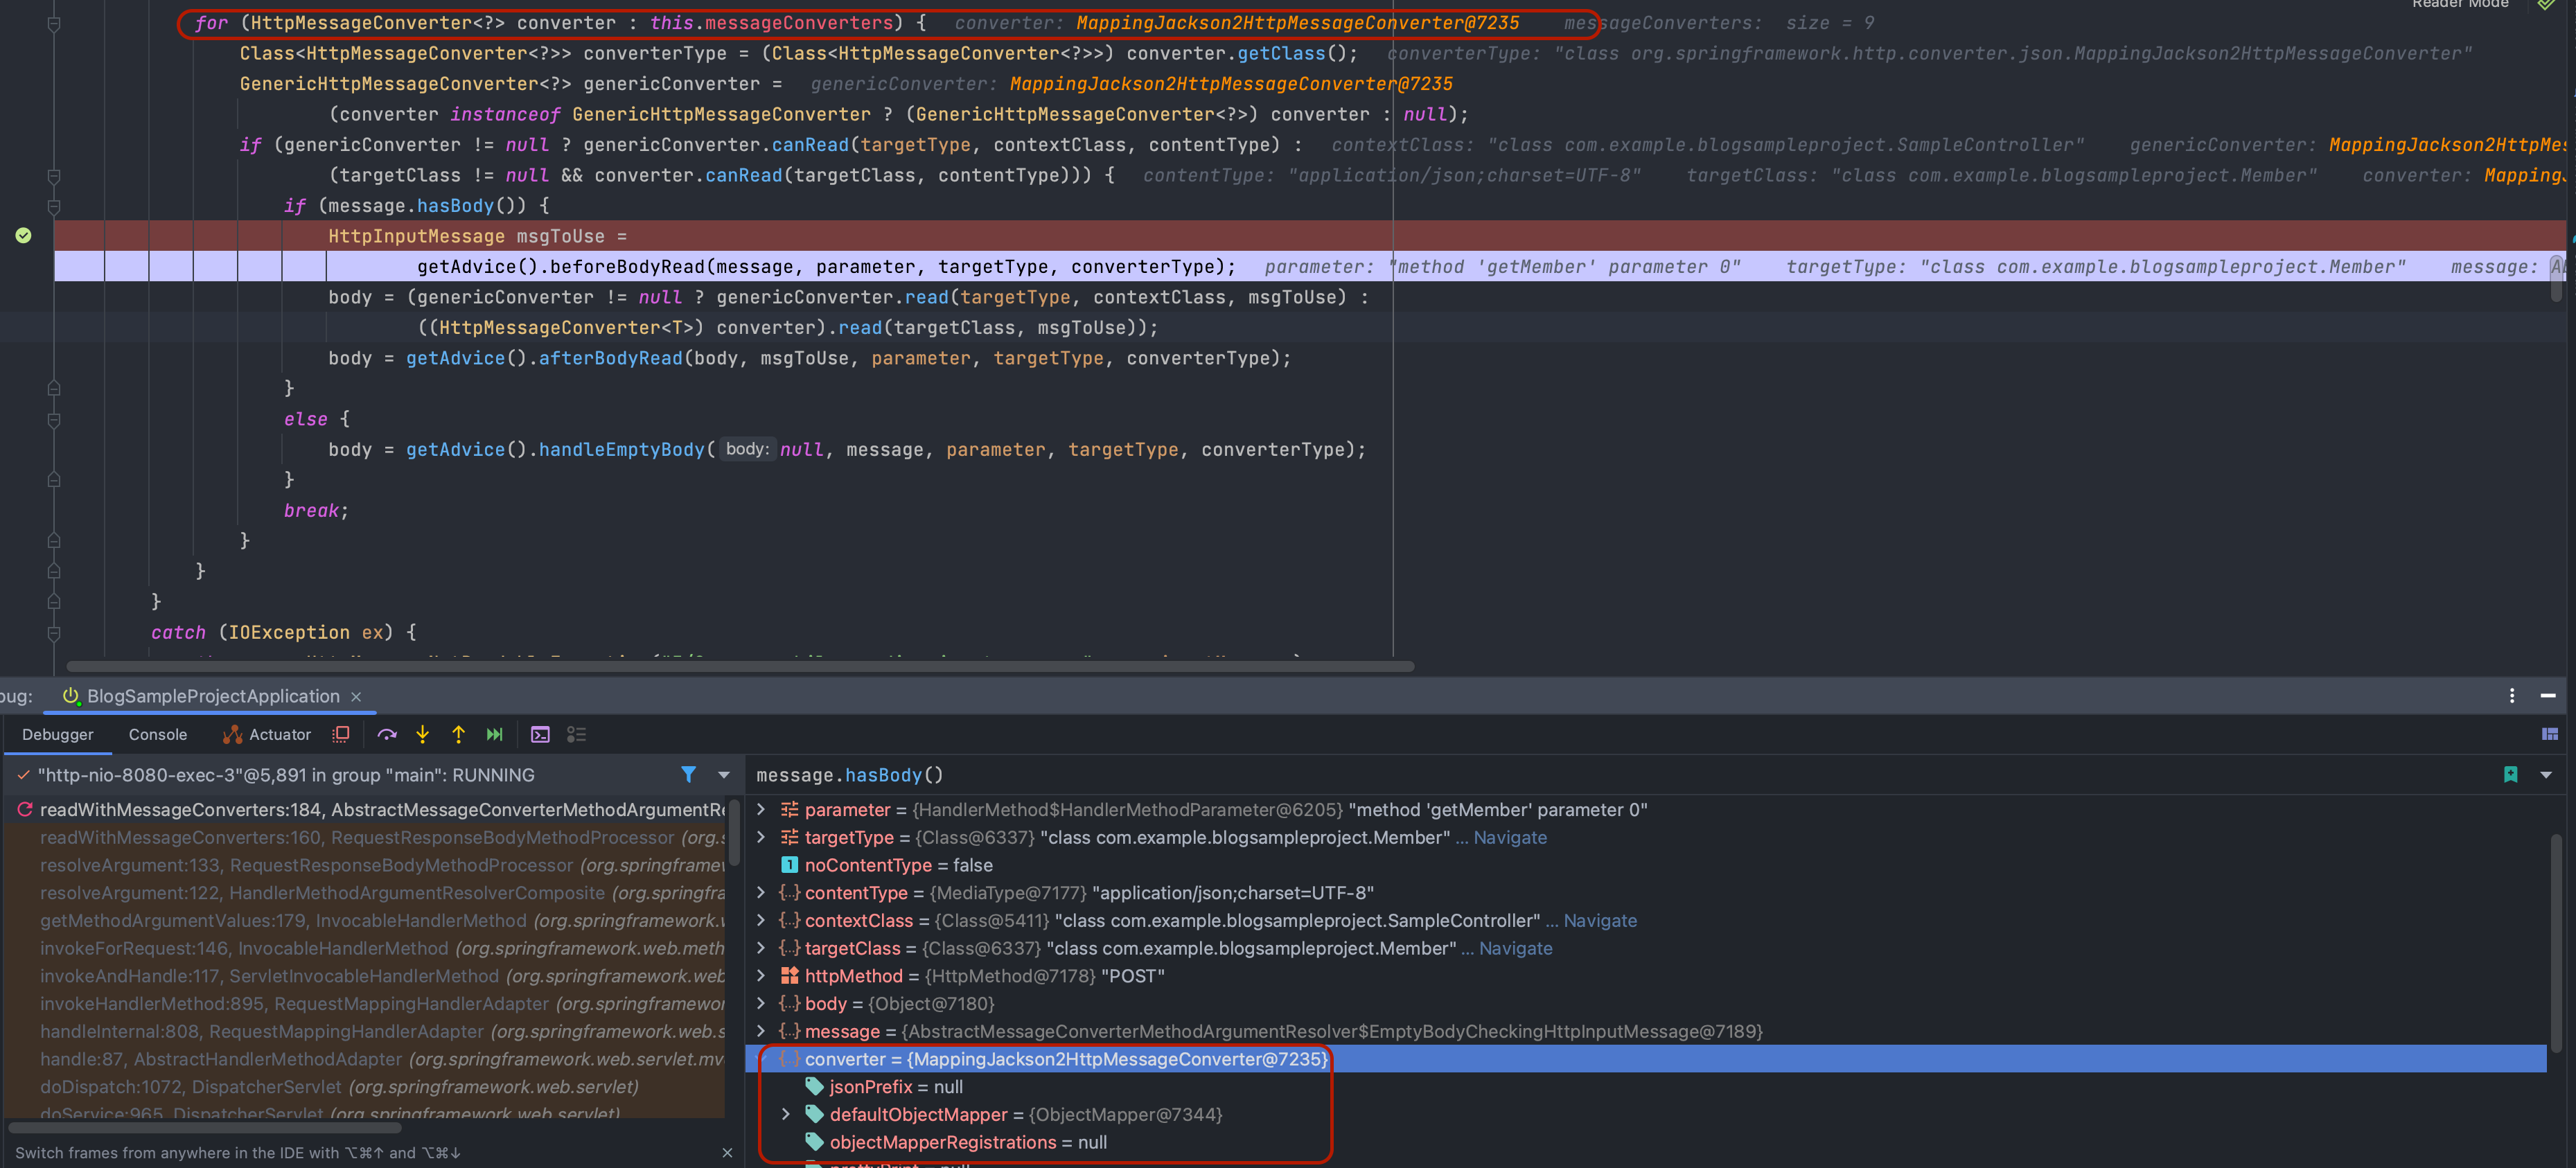 Reader Mode
for (HttpMessageConverter<?> converter : this.messageConverters) {   converter: MappingJackson2HttpMessageConverter@7235    messageConverters:  size = 9
Class<HttpMessageConverter<?>> converterType = (Class<HttpMessageConverter<?>>) converter.getClass();   converterType: "class org.springframework.http.converter.json.MappingJackson2HttpMessageConverter"
GenericHttpMessageConverter<?> genericConverter =   genericConverter: MappingJackson2HttpMessageConverter@7235
(converter instanceof GenericHttpMessageConverter ? (GenericHttpMessageConverter<?>) converter : null);
if (genericConverter != null ? genericConverter.canRead(targetType, contextClass, contentType) :   contextClass: "class com.example.blogsampleproject.SampleController"    genericConverter: MappingJackson2HttpMes
(targetClass != null && converter.canRead(targetClass, contentType))) {   contentType: "application/json;charset=UTF-8"    targetClass: "class com.example.blogsampleproject.Member"    converter: MappingJ
if (message.hasBody()) {
HttpInputMessage msgToUse =
getAdvice().beforeBodyRead(message, parameter, targetType, converterType);   parameter: "method 'getMember' parameter 0"    targetType: "class com.example.blogsampleproject.Member"    message: Ab
body = (genericConverter != null ? genericConverter.read(targetType, contextClass, msgToUse) :
((HttpMessageConverter<T>) converter).read(targetClass, msgToUse));
body = getAdvice().afterBodyRead(body, msgToUse, parameter, targetType, converterType);
}
else {
body = getAdvice().handleEmptyBody( body: null, message, parameter, targetType, converterType);
}
break;
}
}
}
catch (IOException ex) {
bug: BlogSampleProjectApplication ×
Debugger Console Actuator
"http-nio-8080-exec-3"@5,891 in group "main": RUNNING
message.hasBody()
readWithMessageConverters:184, AbstractMessageConverterMethodArgumentRe
readWithMessageConverters:160, RequestResponseBodyMethodProcessor (org.s
resolveArgument:133, RequestResponseBodyMethodProcessor (org.springframew
resolveArgument:122, HandlerMethodArgumentResolverComposite (org.springfra
getMethodArgumentValues:179, InvocableHandlerMethod (org.springframework.w
invokeForRequest:146, InvocableHandlerMethod (org.springframework.web.meth
invokeAndHandle:117, ServletInvocableHandlerMethod (org.springframework.web
invokeHandlerMethod:895, RequestMappingHandlerAdapter (org.springframewor
handleInternal:808, RequestMappingHandlerAdapter (org.springframework.web.s
handle:87, AbstractHandlerMethodAdapter (org.springframework.web.servlet.mv
doDispatch:1072, DispatcherServlet (org.springframework.web.servlet)
doService:965, DispatcherServlet (org.springframework.web.servlet)
Switch frames from anywhere in the IDE with ⌥⌘↑ and ⌥⌘↓ ×
parameter = {HandlerMethod$HandlerMethodParameter@6205} "method 'getMember' parameter 0"
targetType = {Class@6337} "class com.example.blogsampleproject.Member" ... Navigate
noContentType = false
contentType = {MediaType@7177} "application/json;charset=UTF-8"
contextClass = {Class@5411} "class com.example.blogsampleproject.SampleController" ... Navigate
targetClass = {Class@6337} "class com.example.blogsampleproject.Member" ... Navigate
httpMethod = {HttpMethod@7178} "POST"
body = {Object@7180}
message = {AbstractMessageConverterMethodArgumentResolver$EmptyBodyCheckingHttpInputMessage@7189}
converter = {MappingJackson2HttpMessageConverter@7235}
jsonPrefix = null
defaultObjectMapper = {ObjectMapper@7344}
objectMapperRegistrations = null
prettyPrint = null